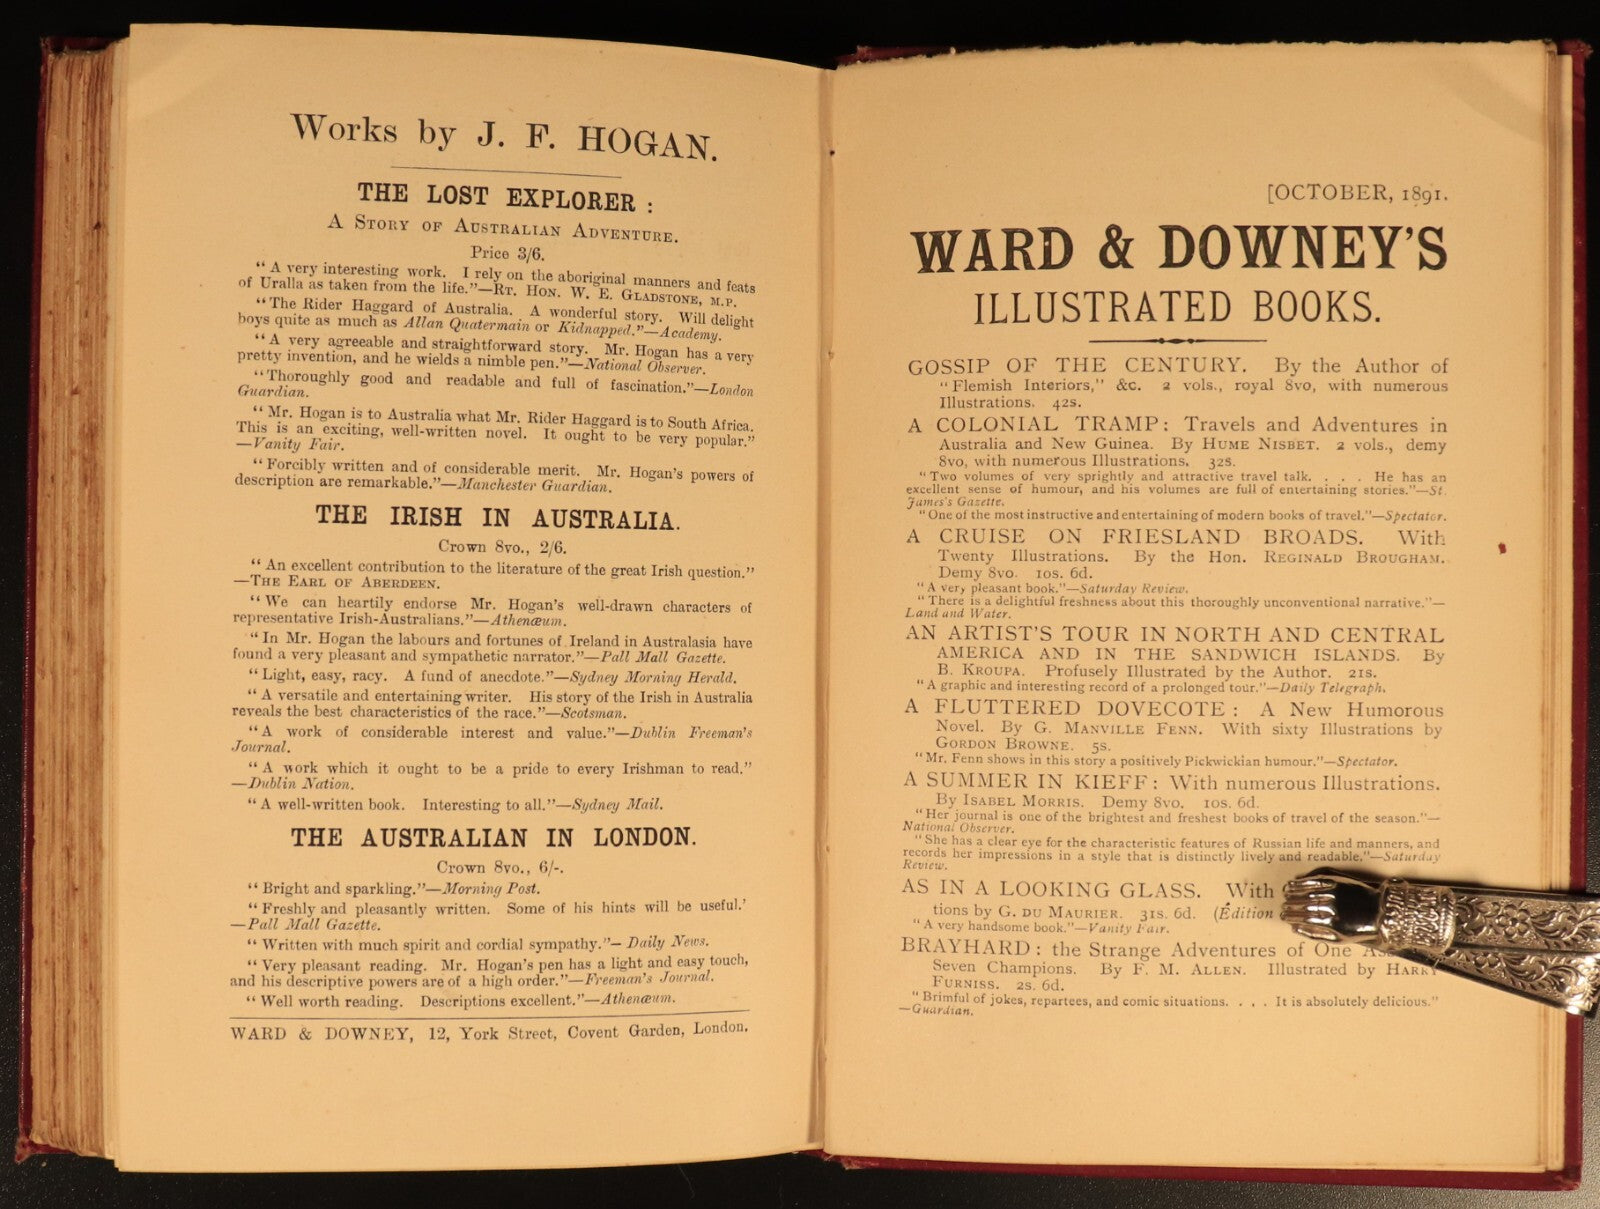 Works by J. F. HOGAN.
THE LOST EXPLORER :
A STORY OF AUSTRALIAN ADVENTURE.
Price 3/6.
“ A very interesting work. I rely on the aboriginal manners and feats
of Uralla as taken from the life.”—RT. HON. W. E. GLADSTONE, M.P.
“The Rider Haggard of Australia. A wonderful story. Will delight
boys quite as much as Allan Quatermain or Kidnapped.”—Academy.
“A very agreeable and straightforward story. Mr. Hogan has a very
pretty invention, and he wields a nimble pen.”—National Observer.
“Thoroughly good and readable and full of fascination.”—London
Guardian.
“ Mr. Hogan is to Australia what Mr. Rider Haggard is to South Africa.
This is an exciting, well-written novel. It ought to be very popular.”
—Vanity Fair.
“Forcibly written and of considerable merit. Mr. Hogan's powers of
description are remarkable.”—Manchester Guardian.
THE IRISH IN AUSTRALIA.
Crown 8vo., 2/6.
“ An excellent contribution to the literature of the great Irish question.”
—THE EARL OF ABERDEEN.
“We can heartily endorse Mr. Hogan's well-drawn characters of
representative Irish-Australians.”—Athenæum.
“In Mr. Hogan the labours and fortunes of Ireland in Australasia have
found a very pleasant and sympathetic narrator.”—Pall Mall Gazette.
“Light, easy, racy. A fund of anecdote.”—Sydney Morning Herald.
“A versatile and entertaining writer. His story of the Irish in Australia
reveals the best characteristics of the race.”—Scotsman.
“A work of considerable interest and value.”—Dublin Freeman's
Journal.
“A work which it ought to be a pride to every Irishman to read.”
—Dublin Nation.
“A well-written book. Interesting to all.”—Sydney Mail.
THE AUSTRALIAN IN LONDON.
Crown 8vo., 6/-.
“ Bright and sparkling.”—Morning Post.
“Freshly and pleasantly written. Some of his hints will be useful.’
—Pall Mall Gazette.
“ Written with much spirit and cordial sympathy.”— Daily News.
“Very pleasant reading. Mr. Hogan's pen has a light and easy touch,
and his descriptive powers are of a high order.”—Freeman's Journal.
“ Well worth reading. Descriptions excellent.”—Athenæum.
WARD & DOWNEY, 12, York Street, Covent Garden, London.
[OCTOBER, 1891.
WARD & DOWNEY'S
ILLUSTRATED BOOKS.
GOSSIP OF THE CENTURY. By the Author of
“Flemish Interiors,” &c. 2 vols., royal 8vo, with numerous
Illustrations. 42s.
A COLONIAL TRAMP: Travels and Adventures in
Australia and New Guinea. By HUME NISBET. 2 vols., demy
8vo, with numerous Illustrations. 32s.
“Two volumes of very sprightly and attractive travel talk. . . . He has an
excellent sense of humour, and his volumes are full of entertaining stories.”—St.
James's Gazette.
“One of the most instructive and entertaining of modern books of travel.”—Spectator.
A CRUISE ON FRIESLAND BROADS. With
Twenty Illustrations. By the Hon. REGINALD BROUGHAM.
Demy 8vo. 10s. 6d.
“A very pleasant book.”—Saturday Review.
“There is a delightful freshness about this thoroughly unconventional narrative.”—
Land and Water.
AN ARTIST'S TOUR IN NORTH AND CENTRAL
AMERICA AND IN THE SANDWICH ISLANDS. By
B. KROUPA. Profusely Illustrated by the Author. 21s.
“A graphic and interesting record of a prolonged tour.”—Daily Telegraph.
A FLUTTERED DOVECOTE : A New Humorous
Novel. By G. MANVILLE FENN. With sixty Illustrations by
GORDON BROWNE. 5s.
“Mr. Fenn shows in this story a positively Pickwickian humour.”—Spectator.
A SUMMER IN KIEFF: With numerous Illustrations.
By ISABEL MORRIS. Demy 8vo. 10s. 6d.
“Her journal is one of the brightest and freshest books of travel of the season.”—
National Observer.
“She has a clear eye for the characteristic features of Russian life and manners, and
records her impressions in a style that is distinctly lively and readable.”—Saturday
Review.
AS IN A LOOKING GLASS. With
tions by G. DU MAURIER. 31s. 6d. (Édition
“A very handsome book.”—Vanity Fair.
BRAYHARD : the Strange Adventures of One
Seven Champions. By F. M. ALLEN. Illustrated by HARRY
FURNISS. 2s. 6d.
“Brimful of jokes, repartees, and comic situations. . . . It is absolutely delicious.”
—Guardian.